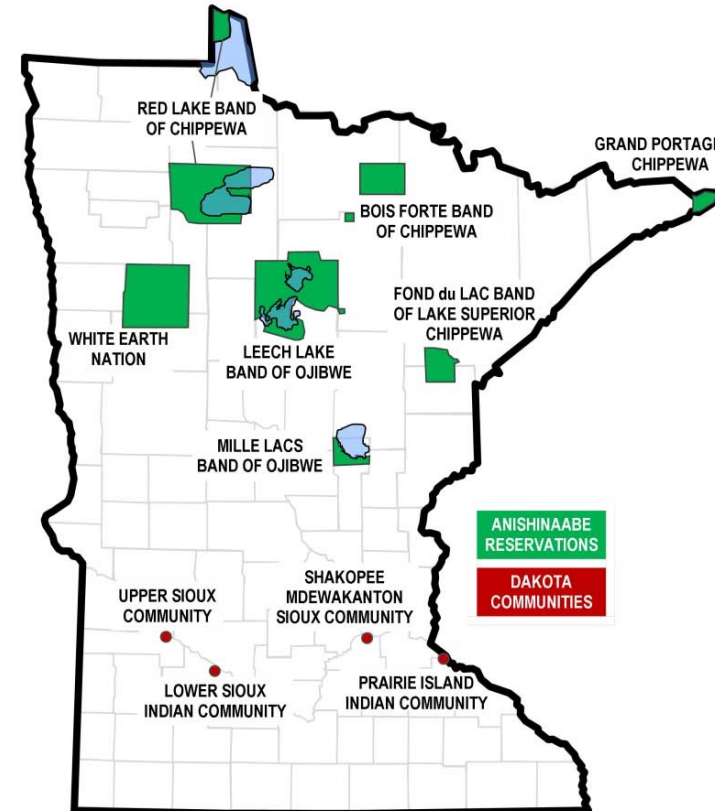 RED LAKE BAND
OF CHIPPEWA
GRAND PORTAGE
CHIPPEWA
BOIS FORTE BAND
OF CHIPPEWA
FOND du LAC BAND
OF LAKE SUPERIOR
CHIPPEWA
WHITE EARTH
NATION
LEECH LAKE
BAND OF OJIBWE
MILLE LACS
BAND OF OJIBWE
ANISHINAABE
RESERVATIONS
DAKOTA
COMMUNITIES
UPPER SIOUX
COMMUNITY
SHAKOPEE
MDEWAKANTON
SIOUX COMMUNITY
LOWER SIOUX
INDIAN COMMUNITY
PRAIRIE ISLAND
INDIAN COMMUNITY